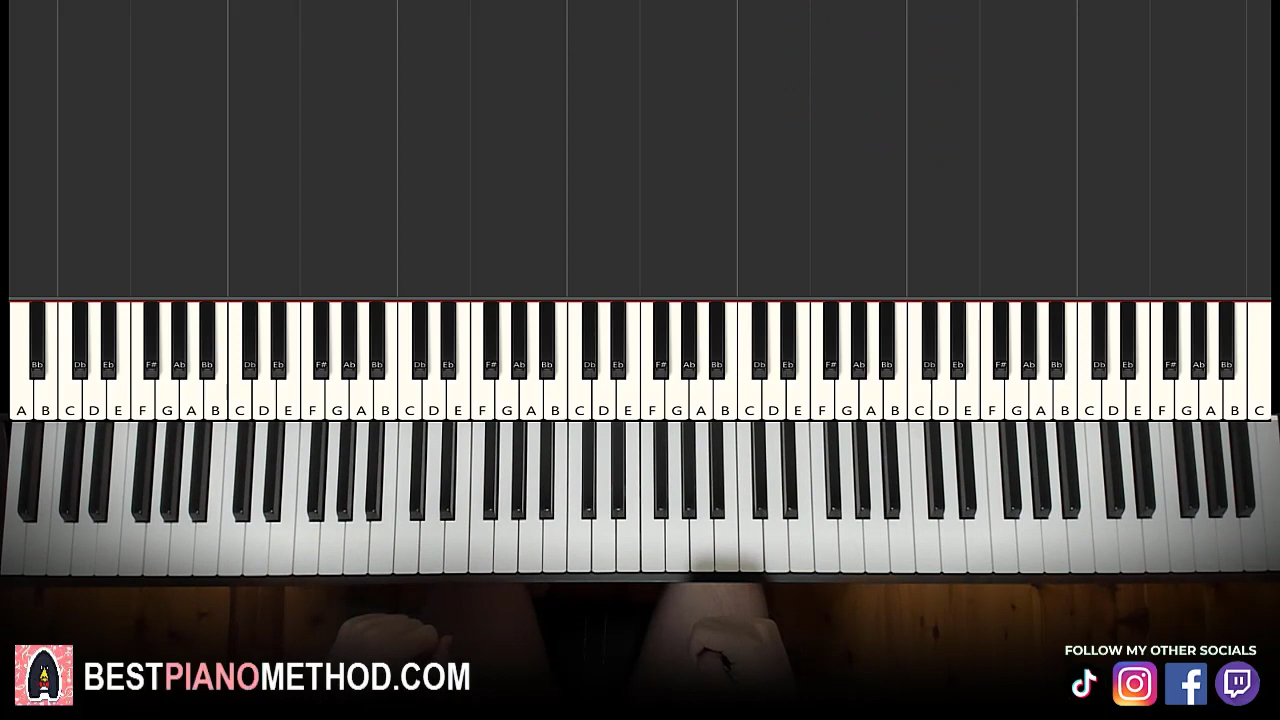 Bb Db Eb F# Ab Bb Db Eb F# Ab Bb Db Eb F# Ab Bb Db Eb F# Ab Bb Db Eb F# Ab Bb Db Eb F# Ab Bb Db Eb F# Ab Bb
A B C D E F G A B C D E F G A B C D E F G A B C D E F G A B C D E F G A B C D E F G A B C D E F G A B C
FOLLOW MY OTHER SOCIALS
BESTPIANOMETHOD.COM